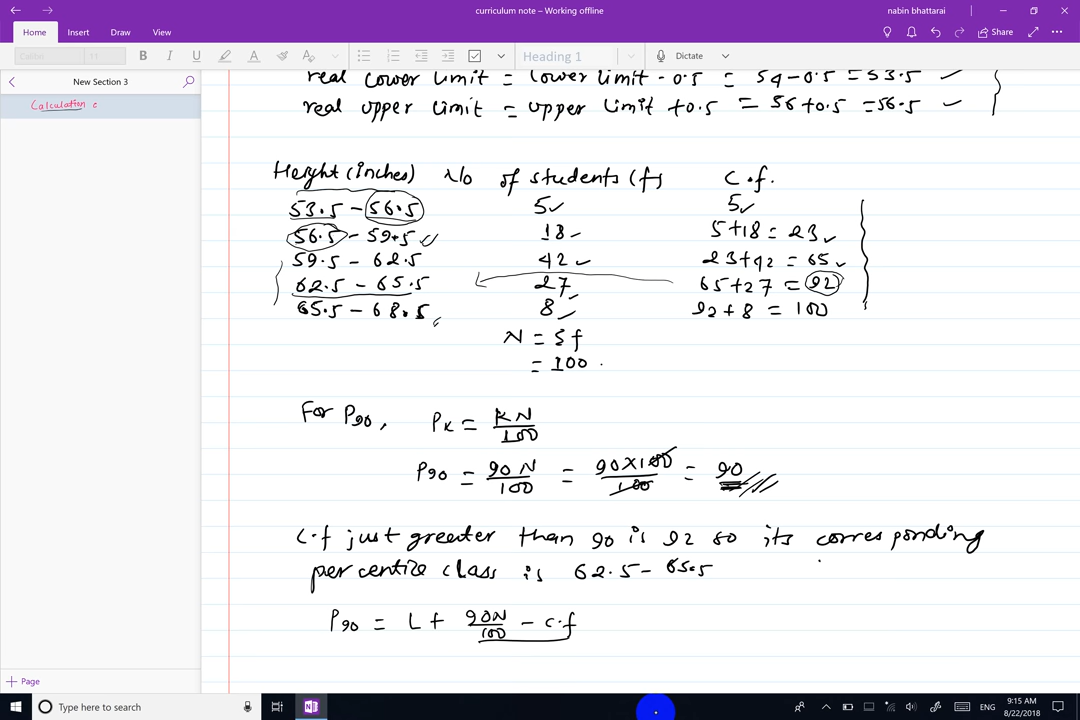 curriculum note – Working offline
nabin bhattarai
Home Insert Draw View
Share
Calibri 11 B I U A Heading 1 Dictate
New Section 3
Calculation o
real lower limit = lower limit - 0.5 = 54 - 0.5 = 53.5
real upper limit = upper limit + 0.5 = 56 + 0.5 = 56.5
Height (inches) No of students (f) C.f.
53.5 - 56.5 5 5
56.5 - 59.5 18 5+18 = 23
59.5 - 62.5 42 23+42 = 65
62.5 - 65.5 27 65+27 = 92
65.5 - 68.5 8 92+8 = 100
N = Σf
= 100
For P90, PK = KN/100
P90 = 90N/100 = 90×100/100 = 90
C.f just greater than 90 is 92 so its corresponding
percentile class is 62.5 - 65.5
P90 = L + 90N/100 - c.f
Page
Type here to search
ENG
9:15 AM
8/22/2018